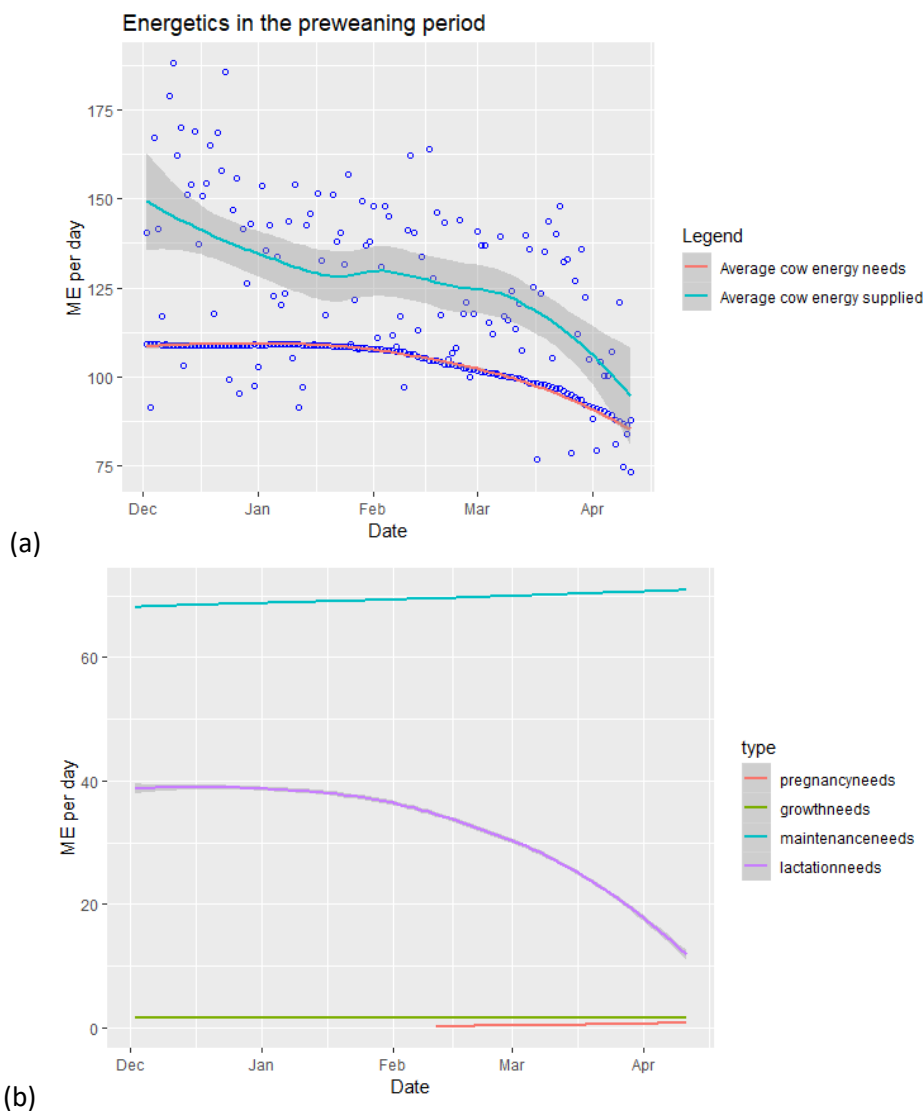 Energetics in the preweaning period
ME per day
175
150
125
100
75
Dec Jan Feb Mar Apr
Date
Legend
Average cow energy needs
Average cow energy supplied
(a)
ME per day
60
40
20
0
Dec Jan Feb Mar Apr
Date
type
pregnancyneeds
growthneeds
maintenanceneeds
lactationneeds
(b)